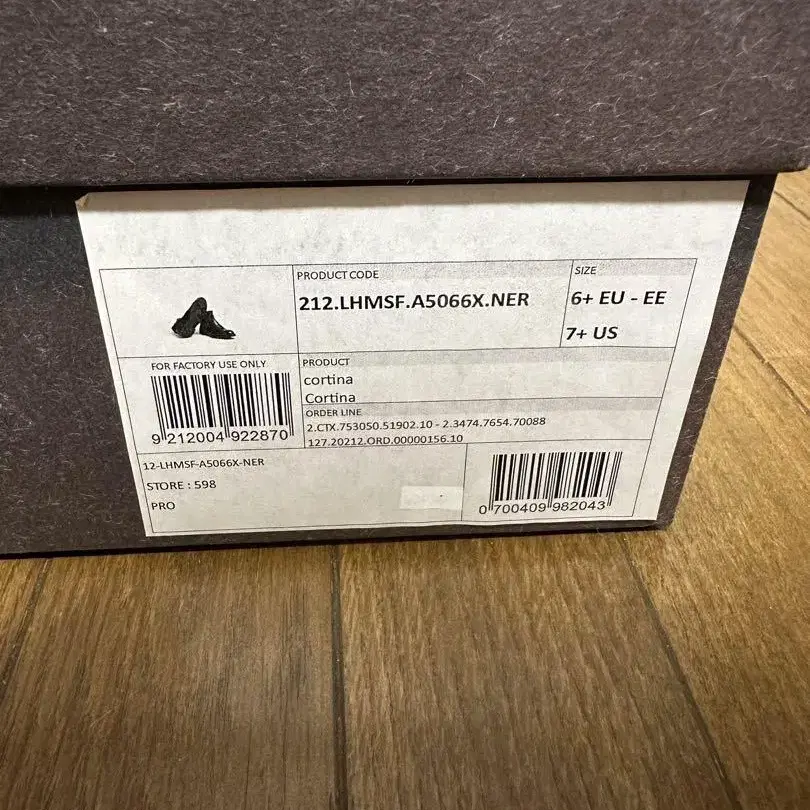 PRODUCT CODE
212.LHMSF.A5066X.NER
SIZE
6+ EU - EE
7+ US
FOR FACTORY USE ONLY
9 212004 922870
PRODUCT
cortina
Cortina
ORDER LINE
2.CTX.753050.51902.10 - 2.3474.7654.70088
127.20212.ORD.00000156.10
12-LHMSF-A5066X-NER
STORE : 598
PRO
0 700409 982043